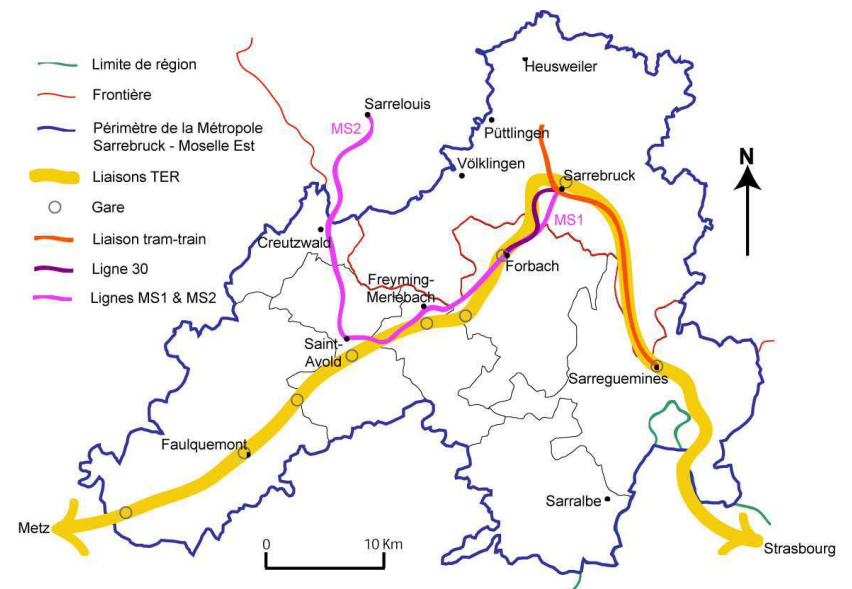 Limite de région
Frontière
Périmètre de la Métropole
Sarrebruck - Moselle Est
Liaisons TER
Gare
Liaison tram-train
Ligne 30
Lignes MS1 & MS2
Heusweiler
Sarrelouis
MS2
Püttlingen
Völklingen
Sarrebruck
N
MS1
Creutzwald
Forbach
Freyming-
Merlebach
Saint-
Avold
Sarreguemines
Faulquemont
Sarralbe
Metz
0 10 Km
Strasbourg